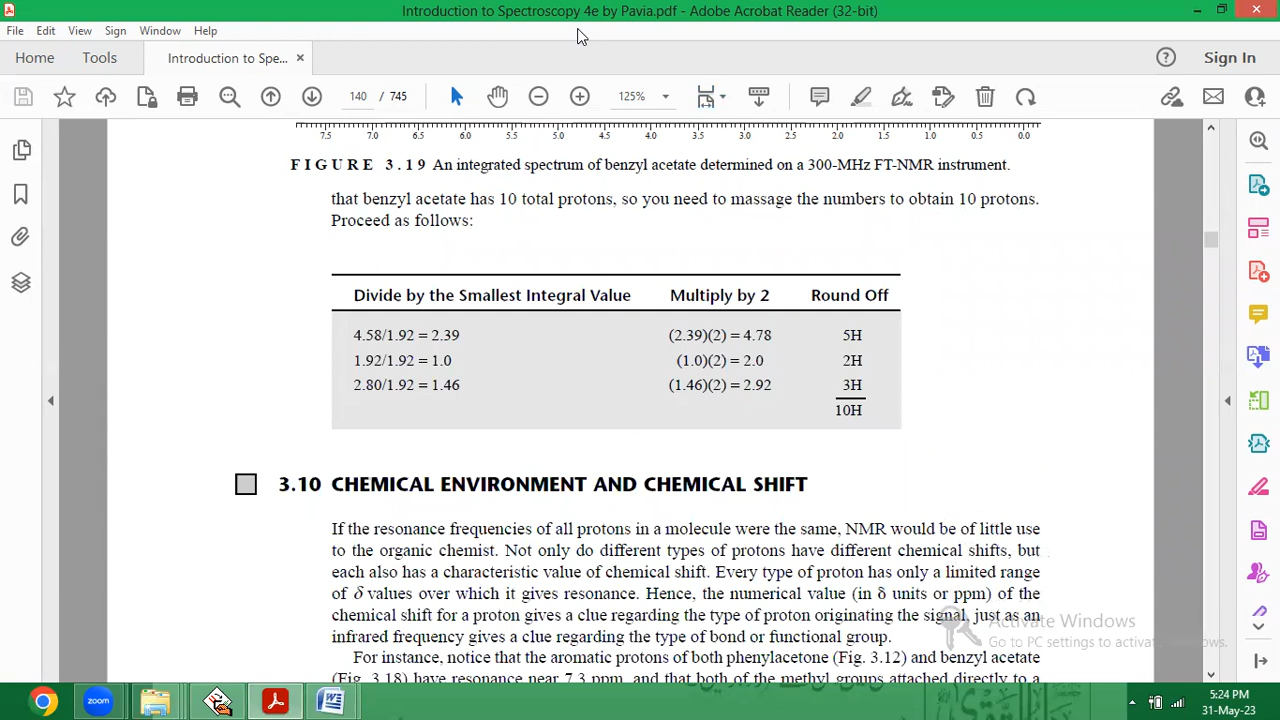 Introduction to Spectroscopy 4e by Pavia.pdf - Adobe Acrobat Reader (32-bit)
File Edit View Sign Window Help
Home Tools Introduction to Spe... × Sign In
140 / 745 125%
7.5 7.0 6.5 6.0 5.5 5.0 4.5 4.0 3.5 3.0 2.5 2.0 1.5 1.0 0.5 0.0
FIGURE 3.19 An integrated spectrum of benzyl acetate determined on a 300-MHz FT-NMR instrument.
that benzyl acetate has 10 total protons, so you need to massage the numbers to obtain 10 protons.
Proceed as follows:
Divide by the Smallest Integral Value Multiply by 2 Round Off
4.58/1.92 = 2.39 (2.39)(2) = 4.78 5H
1.92/1.92 = 1.0 (1.0)(2) = 2.0 2H
2.80/1.92 = 1.46 (1.46)(2) = 2.92 3H
10H
3.10 CHEMICAL ENVIRONMENT AND CHEMICAL SHIFT
If the resonance frequencies of all protons in a molecule were the same, NMR would be of little use
to the organic chemist. Not only do different types of protons have different chemical shifts, but
each also has a characteristic value of chemical shift. Every type of proton has only a limited range
of δ values over which it gives resonance. Hence, the numerical value (in δ units or ppm) of the
chemical shift for a proton gives a clue regarding the type of proton originating the signal, just as an
infrared frequency gives a clue regarding the type of bond or functional group.
For instance, notice that the aromatic protons of both phenylacetone (Fig. 3.12) and benzyl acetate
(Fig. 3.18) have resonance near 7.3 ppm, and that both of the methyl groups attached directly to a
Activate Windows
Go to PC settings to activate Windows.
zoom
5:24 PM
31-May-23